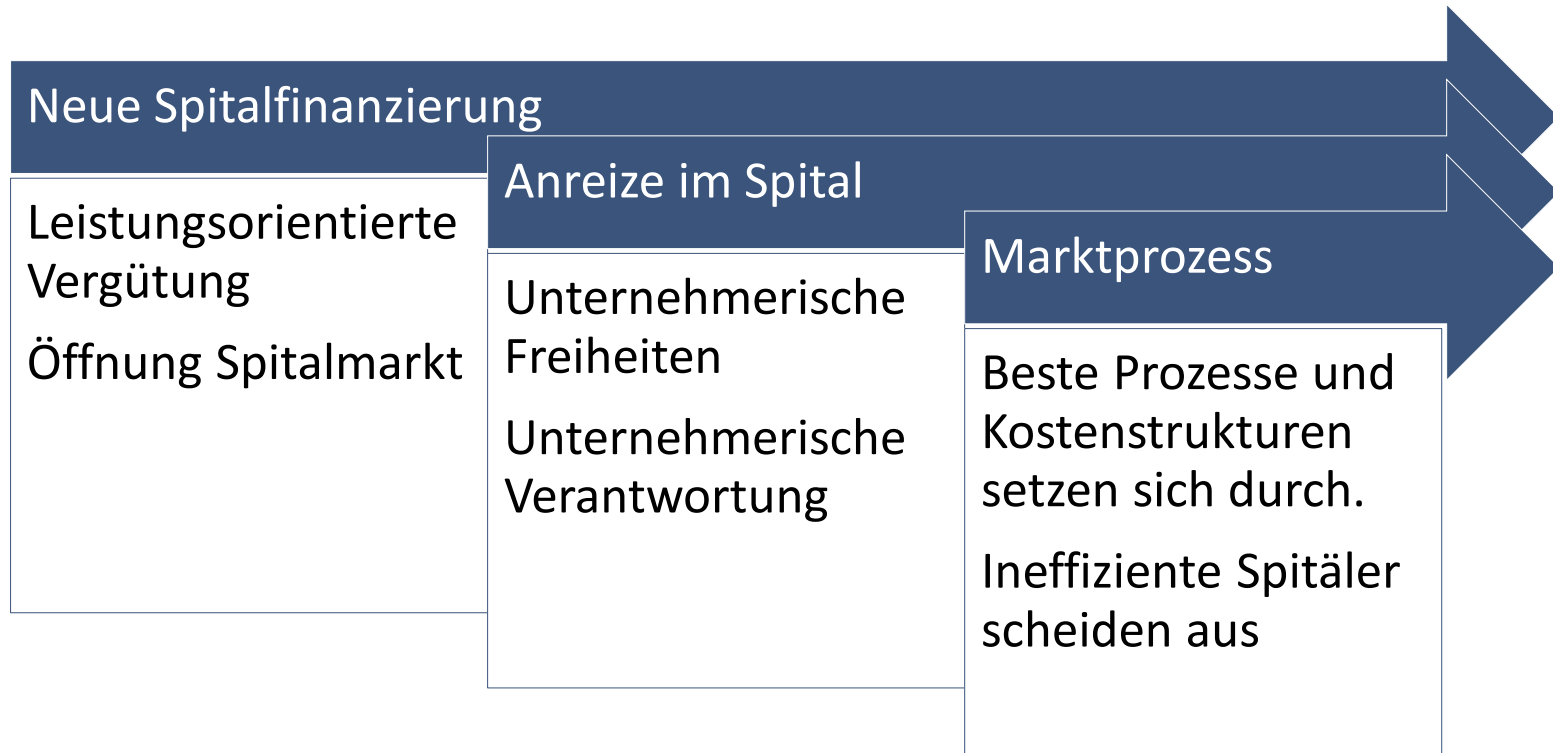 Neue Spitalfinanzierung
Leistungsorientierte
Vergütung
Öffnung Spitalmarkt
Anreize im Spital
Unternehmerische
Freiheiten
Unternehmerische
Verantwortung
Marktprozess
Beste Prozesse und
Kostenstrukturen
setzen sich durch.
Ineffiziente Spitäler
scheiden aus